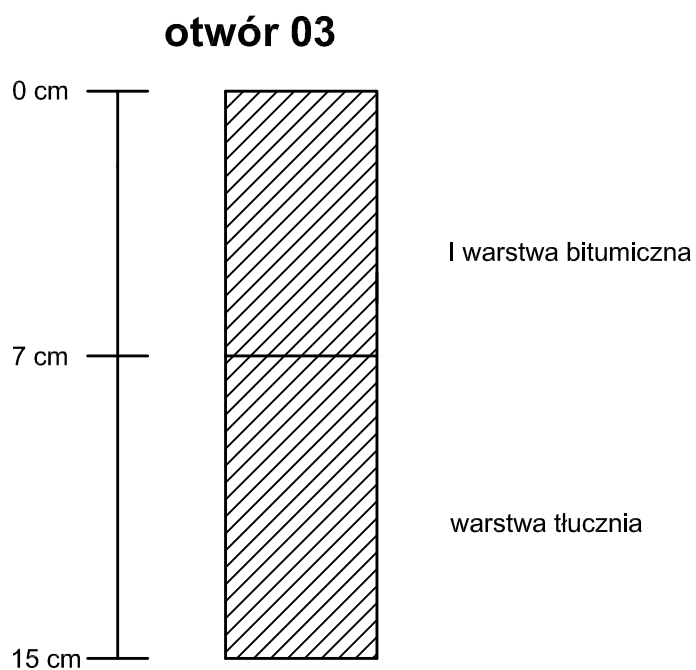 otwór 03
0 cm
I warstwa bitumiczna
7 cm
warstwa tłucznia
15 cm